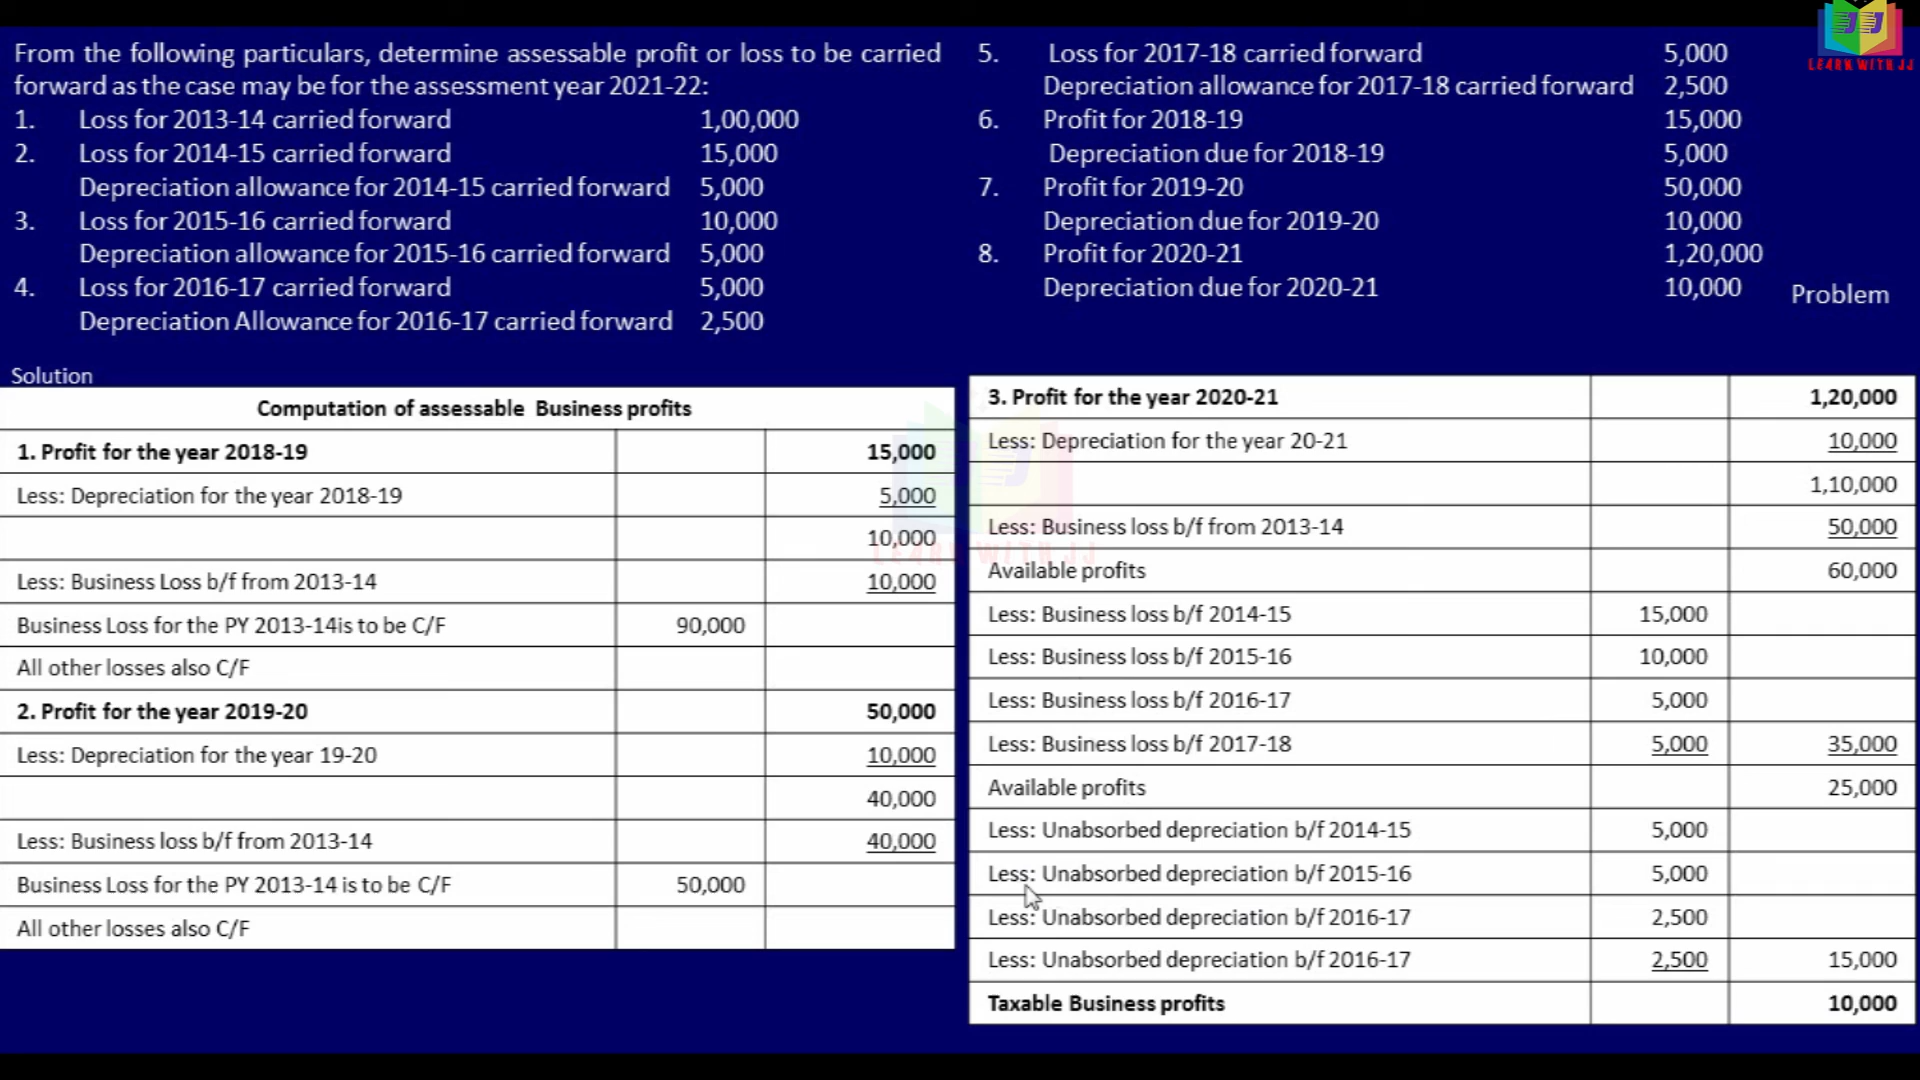 LEARN WITH JJ
From the following particulars, determine assessable profit or loss to be carried
forward as the case may be for the assessment year 2021-22:
1. Loss for 2013-14 carried forward 1,00,000
2. Loss for 2014-15 carried forward 15,000
Depreciation allowance for 2014-15 carried forward 5,000
3. Loss for 2015-16 carried forward 10,000
Depreciation allowance for 2015-16 carried forward 5,000
4. Loss for 2016-17 carried forward 5,000
Depreciation Allowance for 2016-17 carried forward 2,500
5. Loss for 2017-18 carried forward 5,000
Depreciation allowance for 2017-18 carried forward 2,500
6. Profit for 2018-19 15,000
Depreciation due for 2018-19 5,000
7. Profit for 2019-20 50,000
Depreciation due for 2019-20 10,000
8. Profit for 2020-21 1,20,000
Depreciation due for 2020-21 10,000
Problem
Solution
Computation of assessable Business profits
1. Profit for the year 2018-19 15,000
Less: Depreciation for the year 2018-19 5,000
10,000
Less: Business Loss b/f from 2013-14 10,000
Business Loss for the PY 2013-14is to be C/F 90,000
All other losses also C/F
2. Profit for the year 2019-20 50,000
Less: Depreciation for the year 19-20 10,000
40,000
Less: Business loss b/f from 2013-14 40,000
Business Loss for the PY 2013-14 is to be C/F 50,000
All other losses also C/F
3. Profit for the year 2020-21 1,20,000
Less: Depreciation for the year 20-21 10,000
1,10,000
Less: Business loss b/f from 2013-14 50,000
Available profits 60,000
Less: Business loss b/f 2014-15 15,000
Less: Business loss b/f 2015-16 10,000
Less: Business loss b/f 2016-17 5,000
Less: Business loss b/f 2017-18 5,000 35,000
Available profits 25,000
Less: Unabsorbed depreciation b/f 2014-15 5,000
Less: Unabsorbed depreciation b/f 2015-16 5,000
Less: Unabsorbed depreciation b/f 2016-17 2,500
Less: Unabsorbed depreciation b/f 2016-17 2,500 15,000
Taxable Business profits 10,000
LEARN WITH JJ